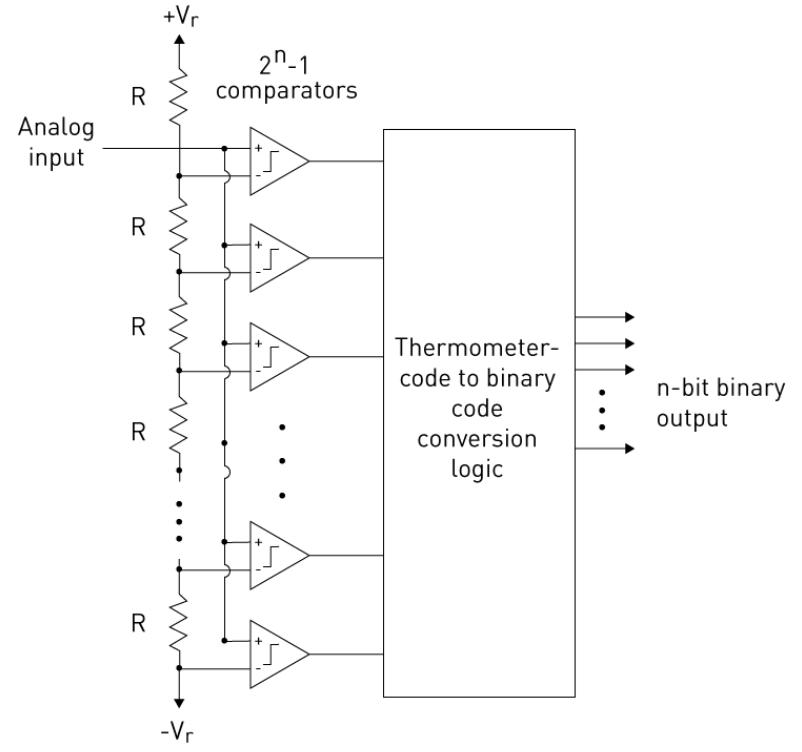 +Vr
2ⁿ-1
comparators
R
Analog
input
+
-
R
+
-
R
+
-
Thermometer-
code to binary
code
conversion
logic
n-bit binary
output
R
+
-
R
+
-
-Vr